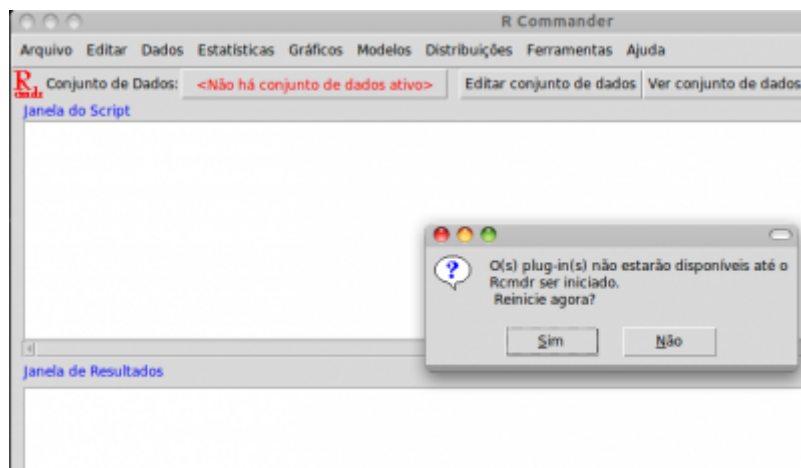 R Commander
Arquivo Editar Dados Estatísticas Gráficos Modelos Distribuições Ferramentas Ajuda
R cmdr Conjunto de Dados: <Não há conjunto de dados ativo> Editar conjunto de dados Ver conjunto de dados
Janela do Script
O(s) plug-in(s) não estarão disponíveis até o
Rcmdr ser iniciado.
Reinicie agora?
Sim Não
Janela de Resultados